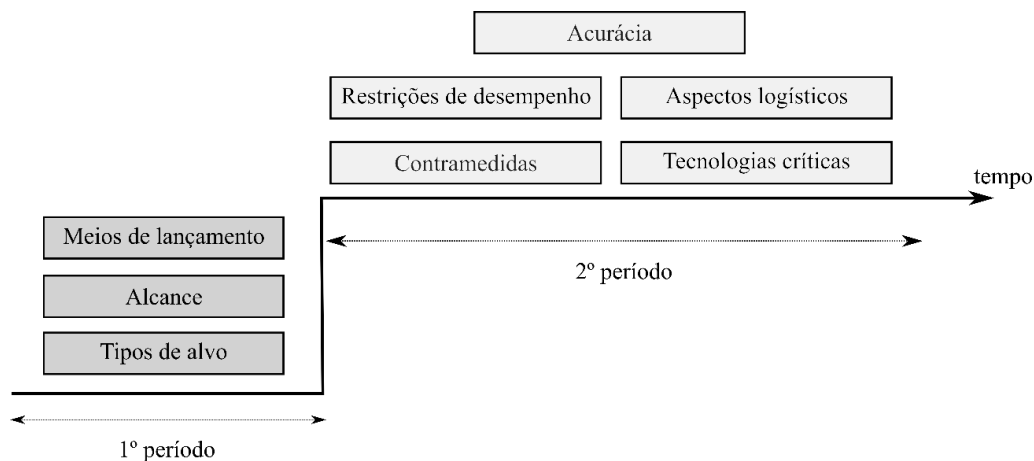 Acurácia
Restrições de desempenho
Aspectos logísticos
Contramedidas
Tecnologias críticas
tempo
Meios de lançamento
Alcance
Tipos de alvo
2º período
1º período